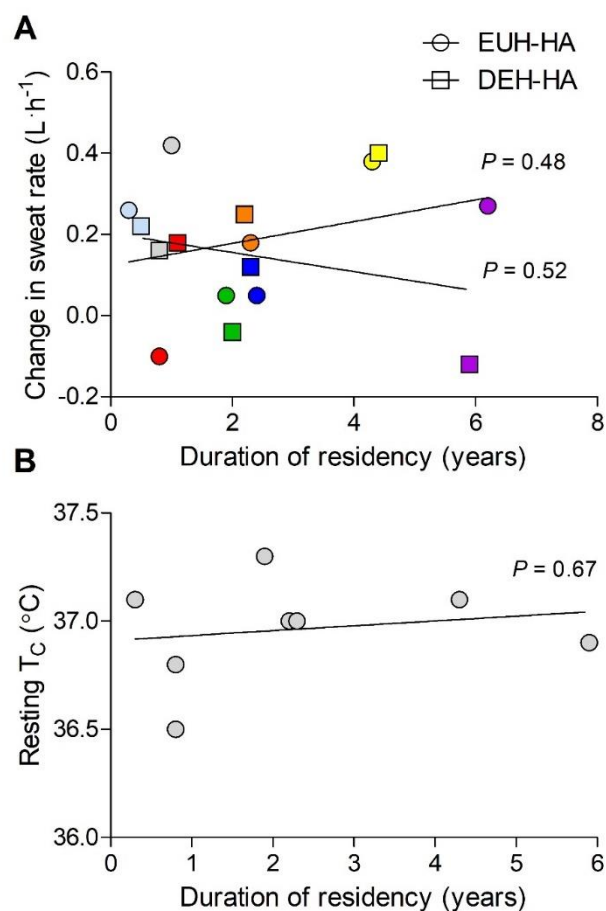 A
EUH-HA
DEH-HA
Change in sweat rate (L·h⁻¹)
0.6
0.4
0.2
0.0
-0.2
P = 0.48
P = 0.52
0 2 4 6 8
Duration of residency (years)
B
Resting T_C (°C)
37.5
37.0
36.5
36.0
P = 0.67
0 1 2 3 4 5 6
Duration of residency (years)